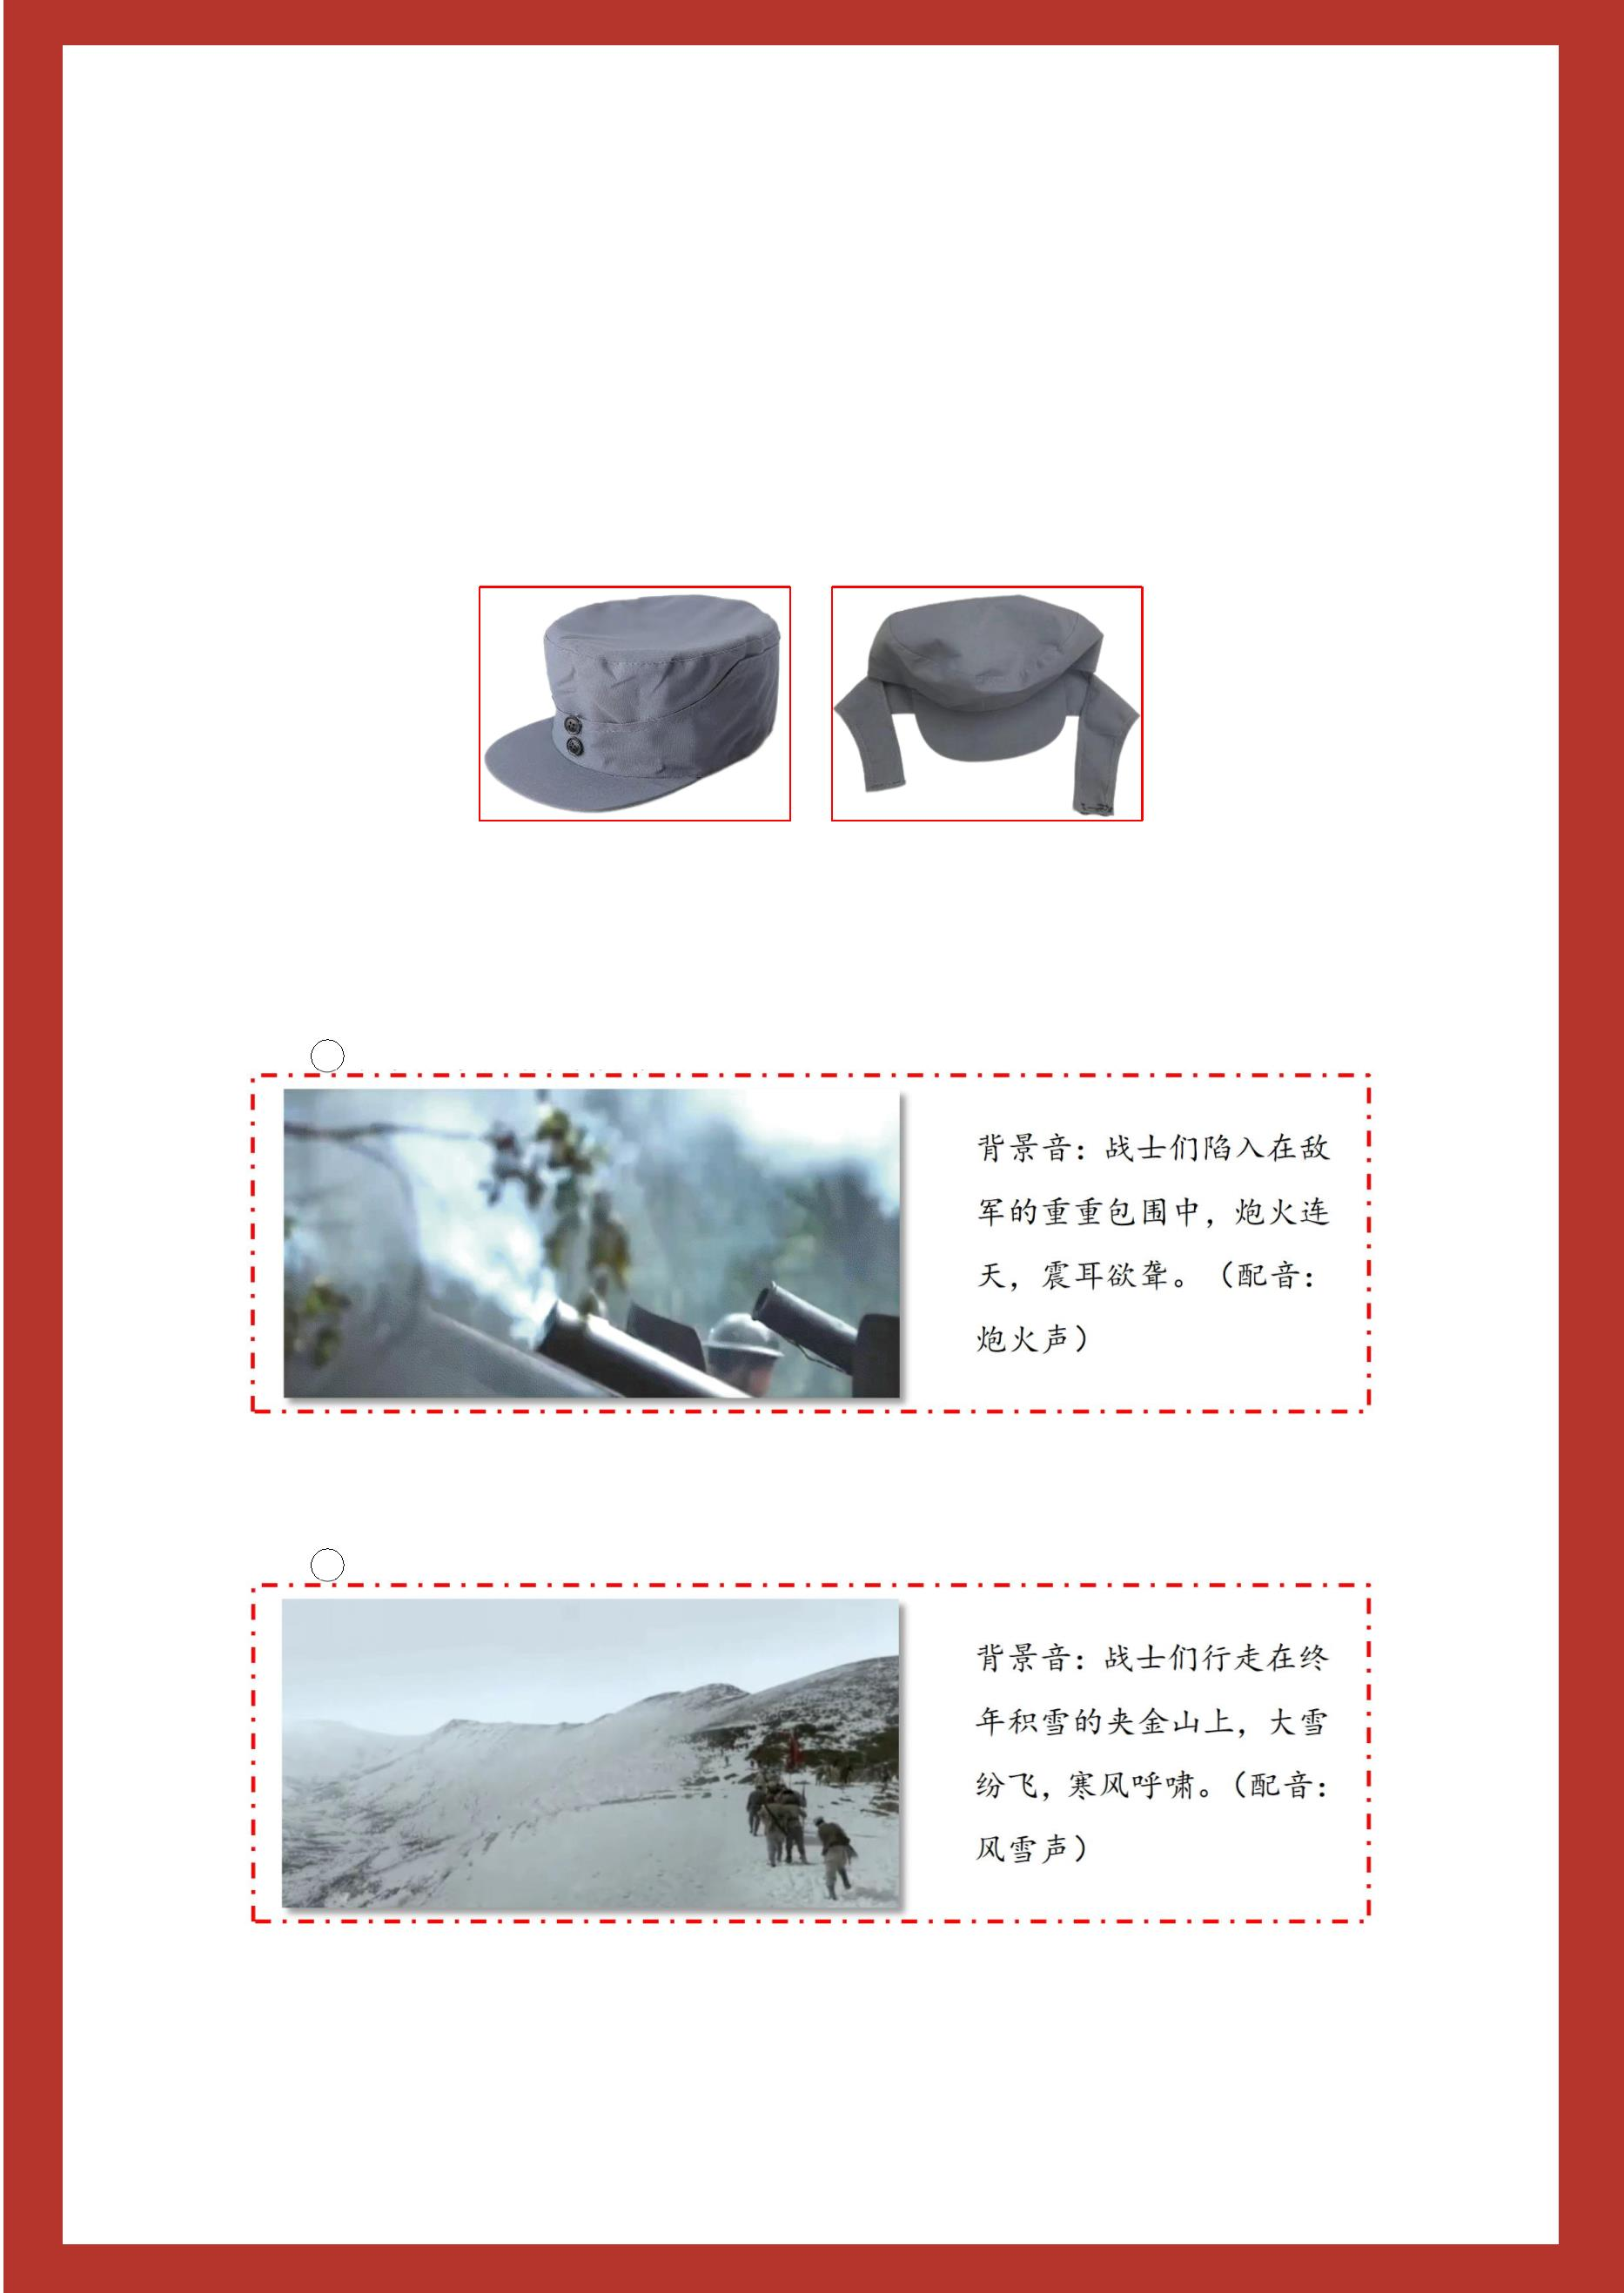 背景音：战士们陷入在敌
军的重重包围中，炮火连
天，震耳欲聋。（配音：
炮火声）
背景音：战士们行走在终
年积雪的夹金山上，大雪
纷飞，寒风呼啸。（配音：
风雪声）